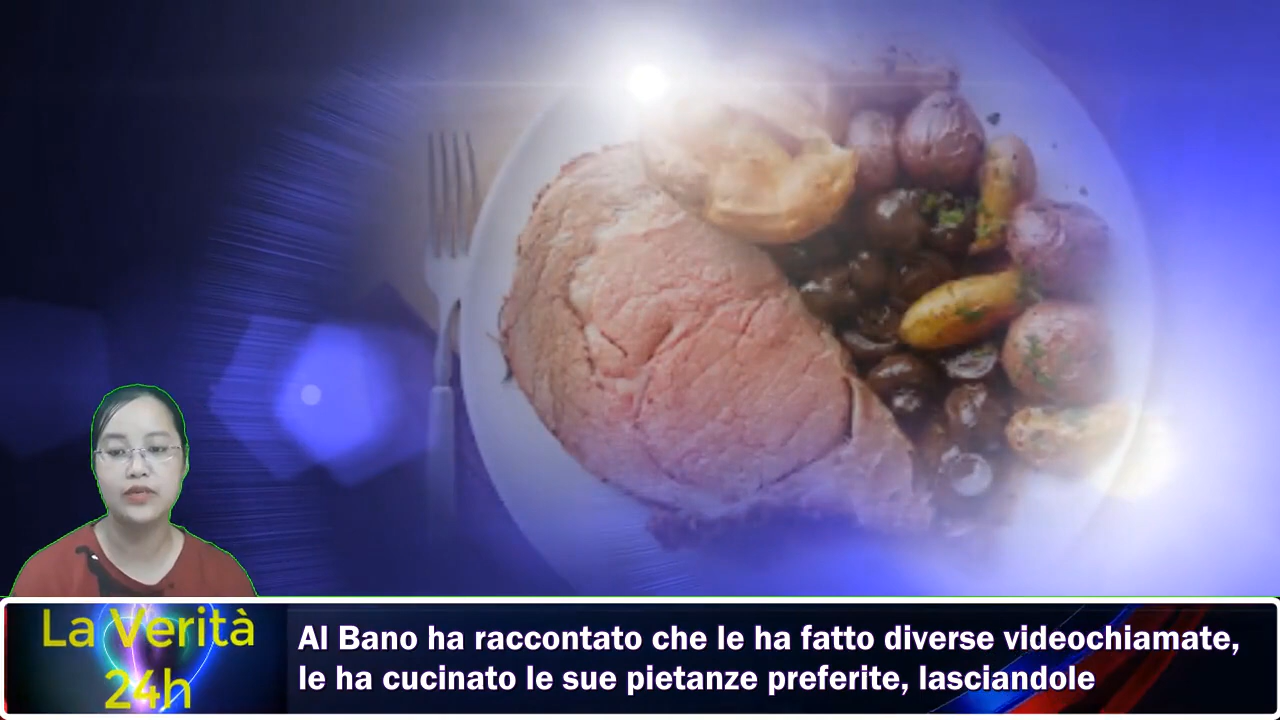 La Verità
24h
Al Bano ha raccontato che le ha fatto diverse videochiamate,
le ha cucinato le sue pietanze preferite, lasciandole